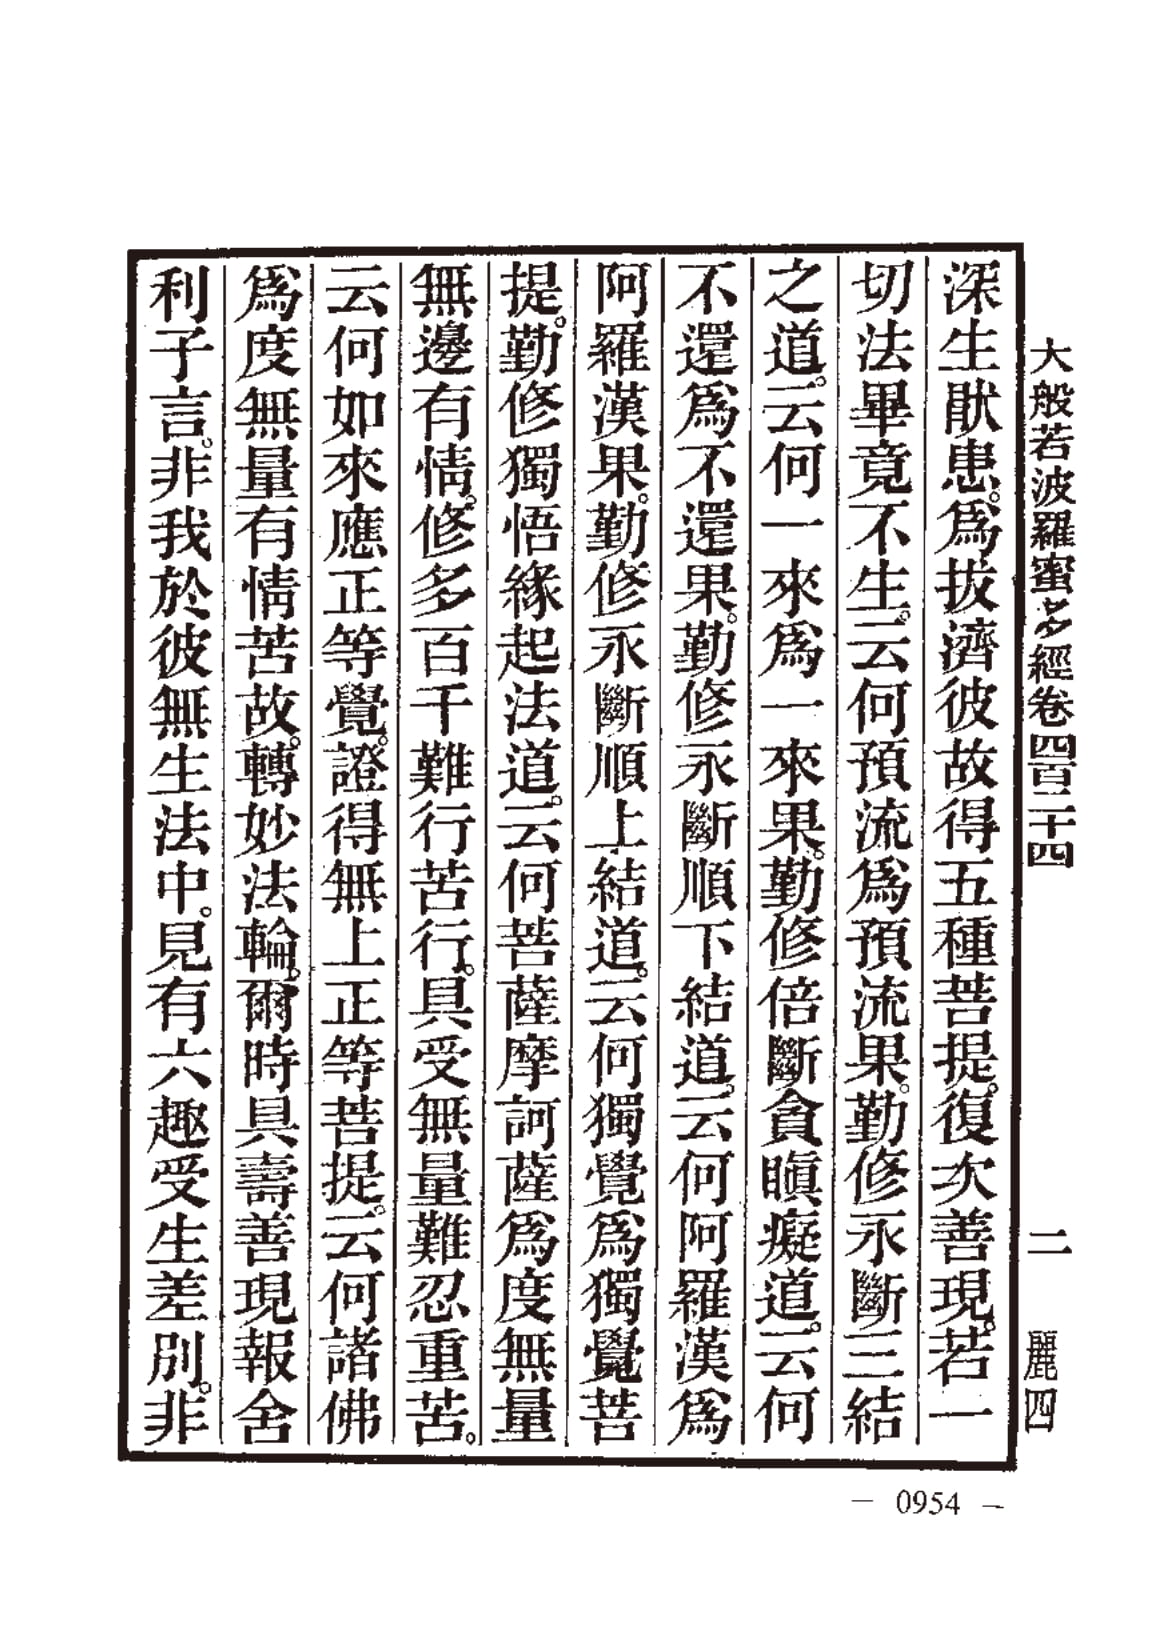 大般若波羅蜜多經卷四百二十四 二 麗四
深生猒患。爲拔濟彼故得五種菩提。復次善現。若一
切法畢竟不生。云何預流爲預流果。勤修永斷三結
之道。云何一來爲一來果。勤修倍斷貪瞋癡道。云何
不還爲不還果。勤修永斷順下結道。云何阿羅漢爲
阿羅漢果。勤修永斷順上結道。云何獨覺爲獨覺菩
提。勤修獨悟緣起法道。云何菩薩摩訶薩爲度無量
無邊有情。修多百千難行苦行。具受無量難忍重苦。
云何如來應正等覺。證得無上正等菩提。云何諸佛
爲度無量有情苦故。轉妙法輪。爾時具壽善現報舍
利子言。非我於彼無生法中。見有六趣受生差別。非
— 0954 —